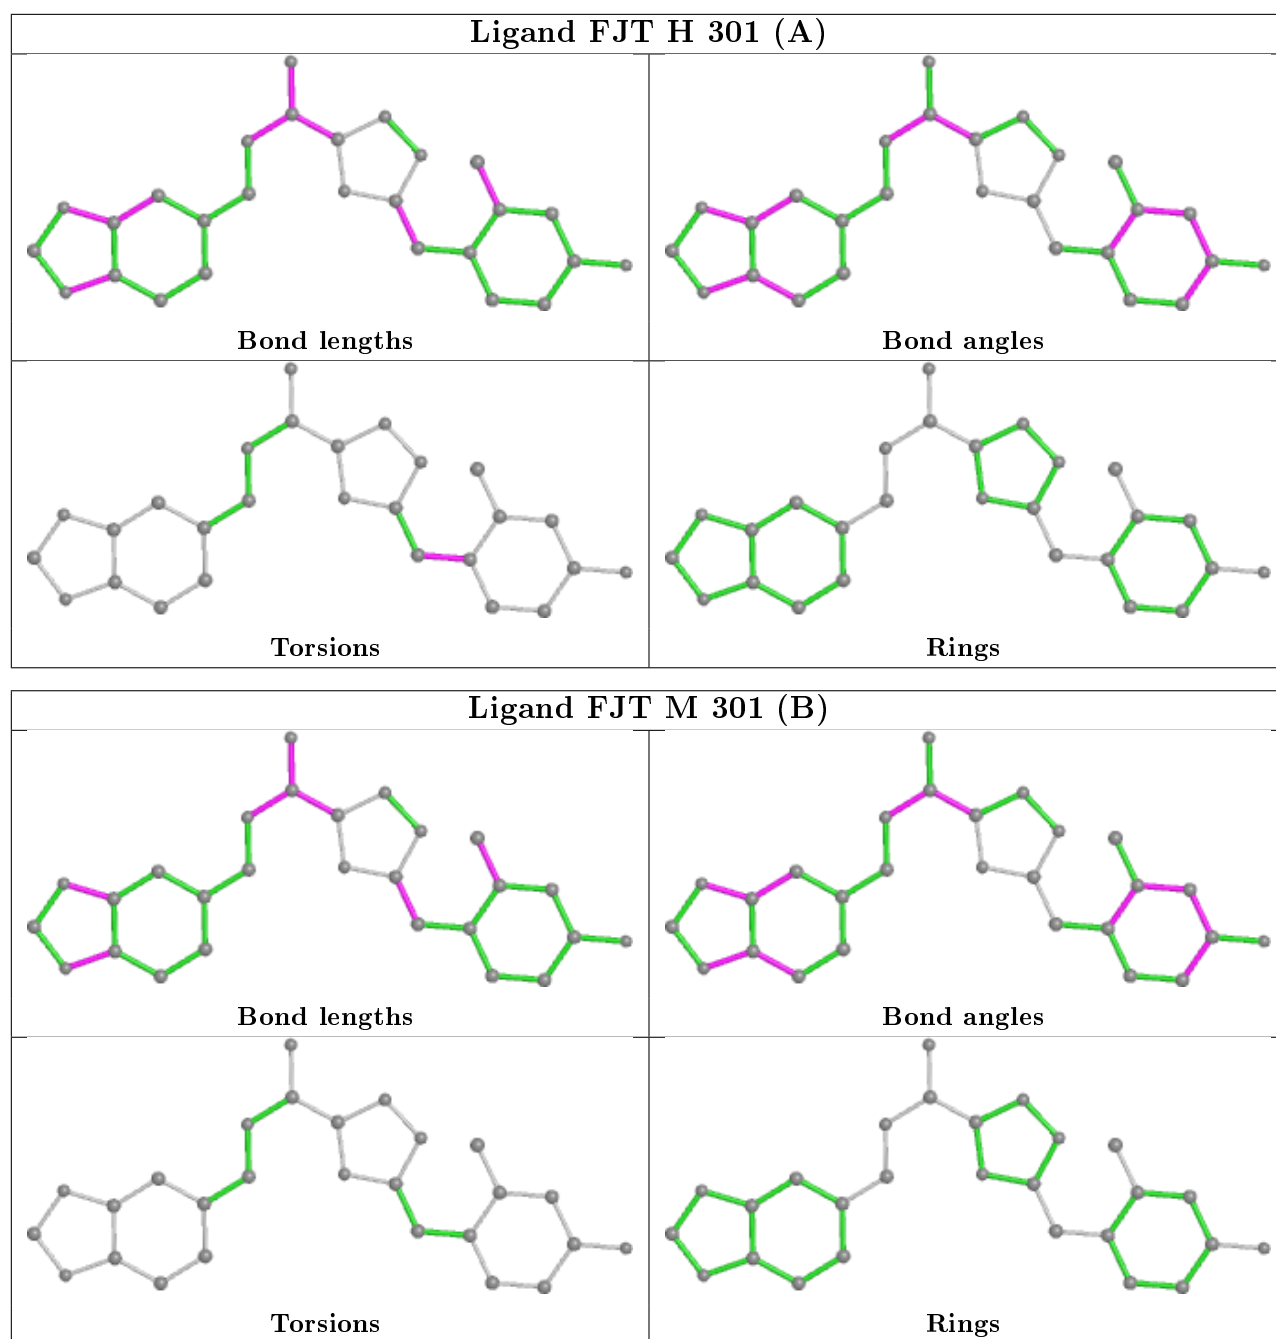 Ligand FJT H 301 (A)
Bond lengths
Bond angles
Torsions
Rings
Ligand FJT M 301 (B)
Bond lengths
Bond angles
Torsions
Rings